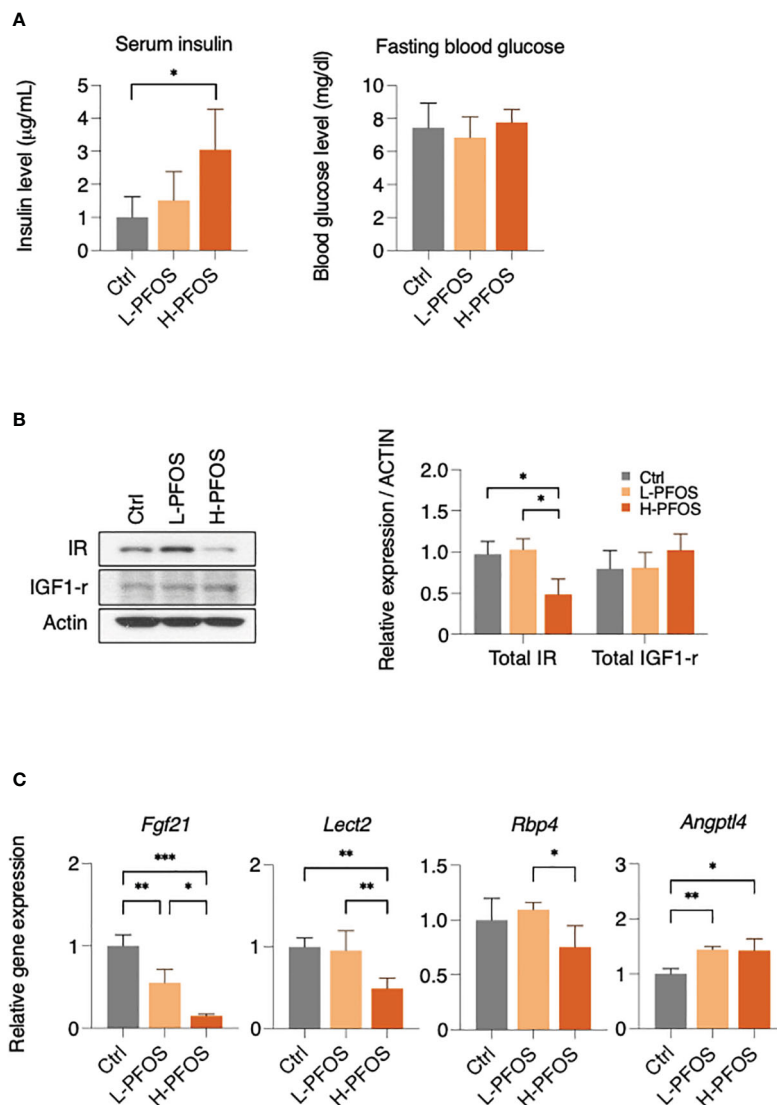 A
Serum insulin
Fasting blood glucose
Insulin level (μg/mL)
5
4
3
2
1
0
*
Ctrl
L-PFOS
H-PFOS
Blood glucose level (mg/dl)
10
8
6
4
2
0
Ctrl
L-PFOS
H-PFOS
B
Ctrl
L-PFOS
H-PFOS
IR
IGF1-r
Actin
Relative expression / ACTIN
2.0
1.5
1.0
0.5
0
*
*
Ctrl
L-PFOS
H-PFOS
Total IR
Total IGF1-r
C
Relative gene expression
Fgf21
2
1
0
***
**
*
Ctrl
L-PFOS
H-PFOS
Lect2
2
1
0
**
**
Ctrl
L-PFOS
H-PFOS
Rbp4
1.5
1.0
0.5
0
*
Ctrl
L-PFOS
H-PFOS
Angptl4
3
2
1
0
*
**
Ctrl
L-PFOS
H-PFOS